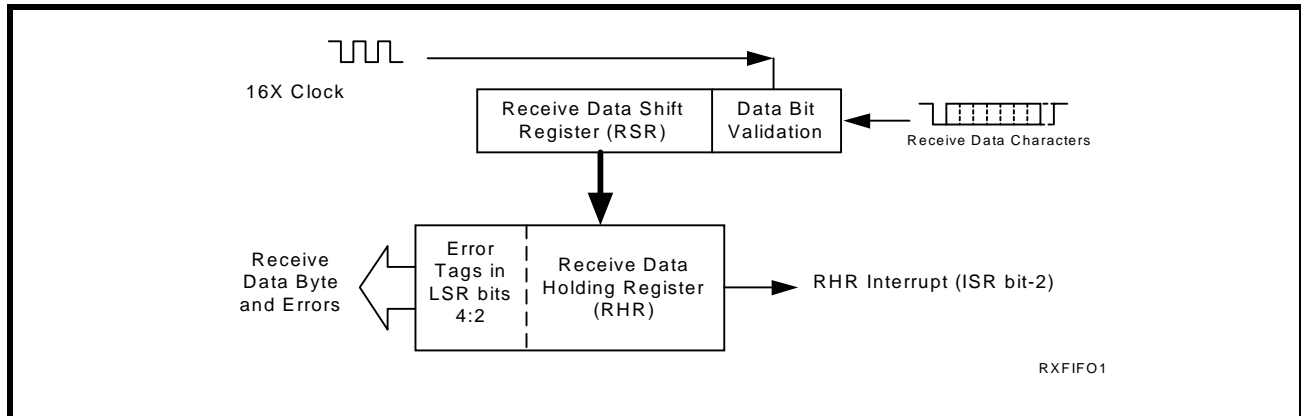 16X Clock
Receive Data Shift
Register (RSR)
Data Bit
Validation
Receive Data Characters
Receive
Data Byte
and Errors
Error
Tags in
LSR bits
4:2
Receive Data
Holding Register
(RHR)
RHR Interrupt (ISR bit-2)
RXFIFO1